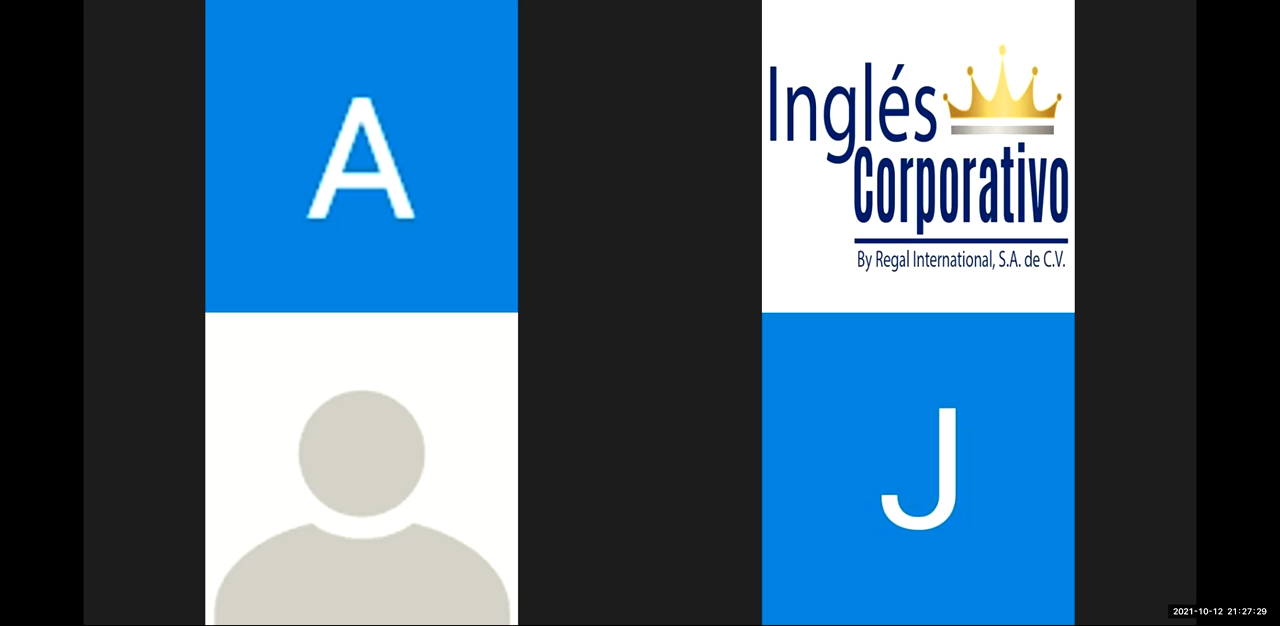 A
Inglés
Corporativo
By Regal International, S.A. de C.V.
J
2021-10-12 21:27:29